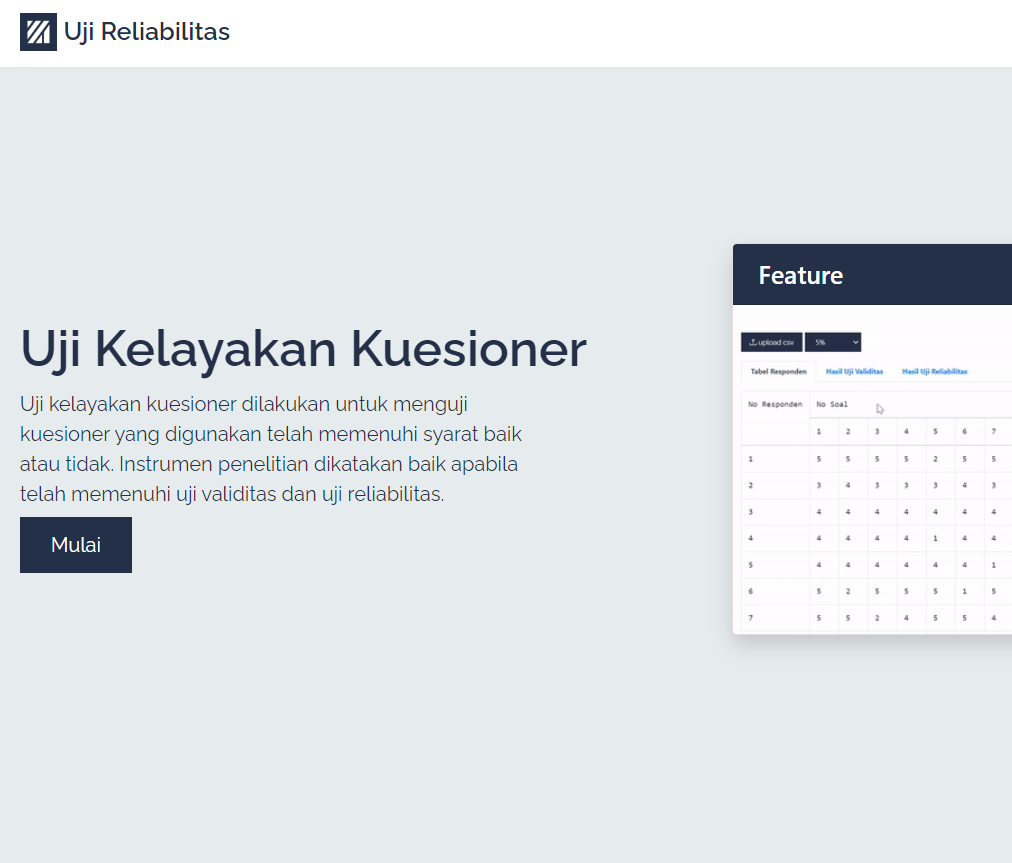 Uji Reliabilitas
Uji Kelayakan Kuesioner
Uji kelayakan kuesioner dilakukan untuk menguji
kuesioner yang digunakan telah memenuhi syarat baik
atau tidak. Instrumen penelitian dikatakan baik apabila
telah memenuhi uji validitas dan uji reliabilitas.
Mulai
Feature
upload csv 5%
Tabel Responden Hasil Uji Validitas Hasil Uji Reliabilitas
No Responden No Soal
1 2 3 4 5 6 7
1 5 5 5 5 2 5 5
2 3 4 3 3 3 4 3
3 4 4 4 4 4 4 4
4 4 4 4 4 1 4 4
5 4 4 4 4 4 4 1
6 5 2 5 5 5 1 5
7 5 5 2 4 5 5 4